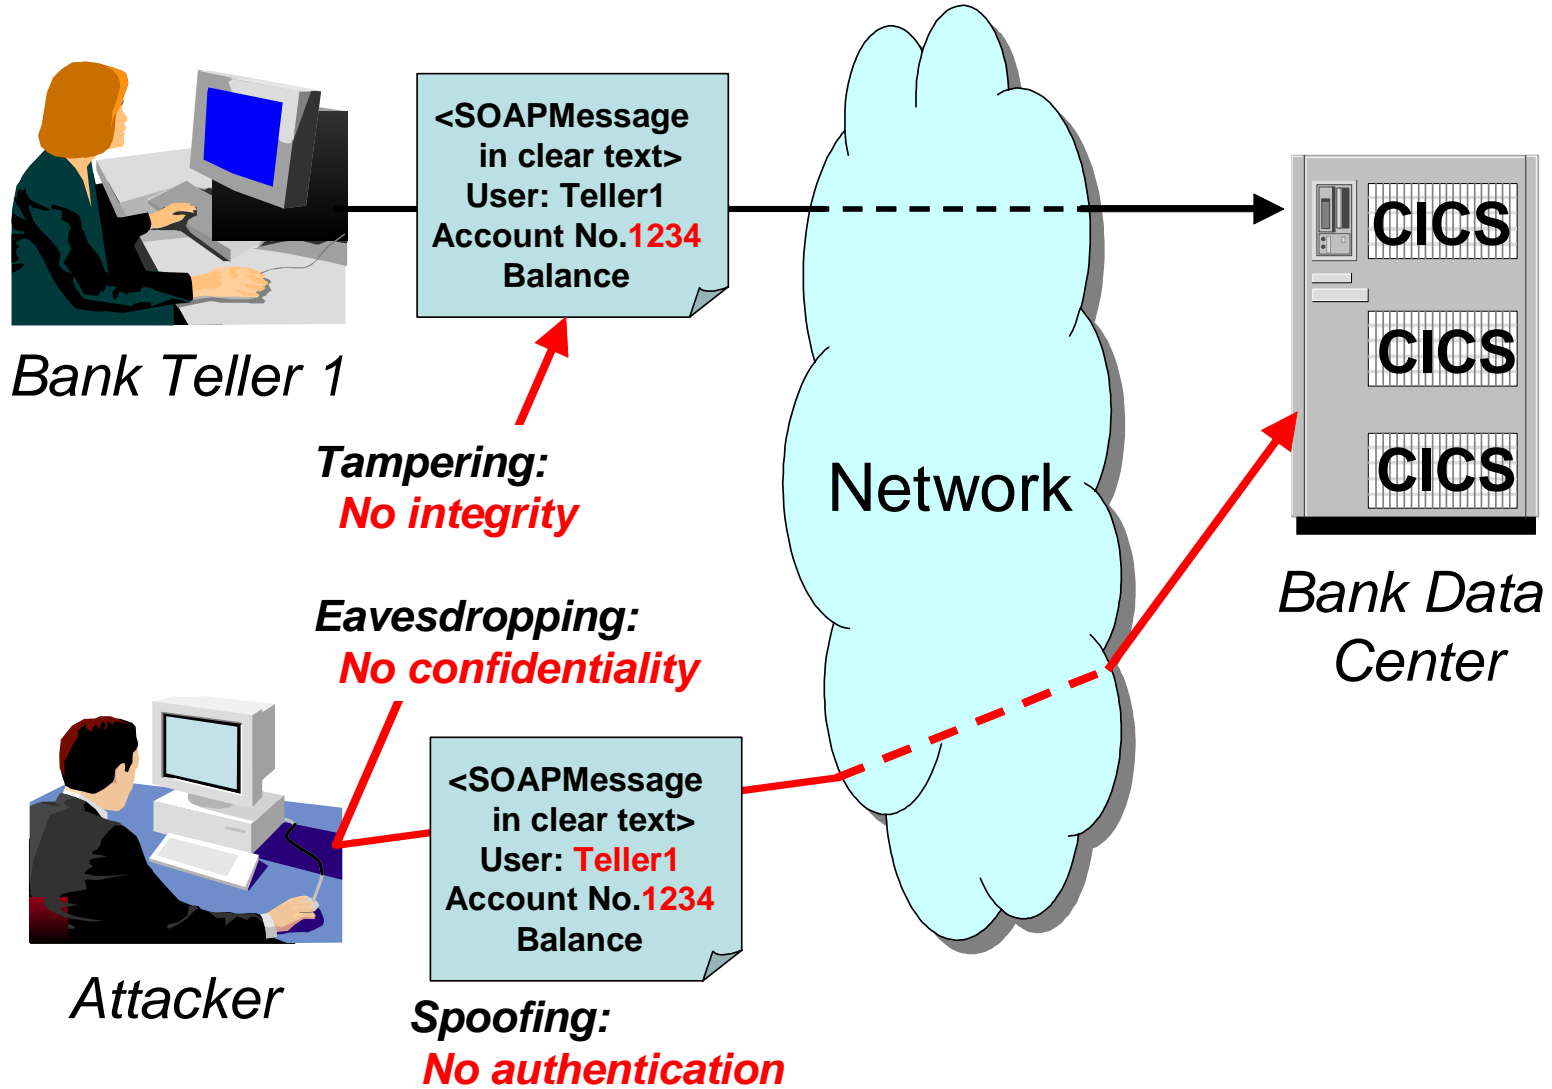 <SOAPMessage
in clear text>
User: Teller1
Account No.1234
Balance
CICS
CICS
CICS
Bank Teller 1
Tampering:
No integrity
Network
Eavesdropping:
No confidentiality
Bank Data
Center
<SOAPMessage
in clear text>
User: Teller1
Account No.1234
Balance
Attacker
Spoofing:
No authentication